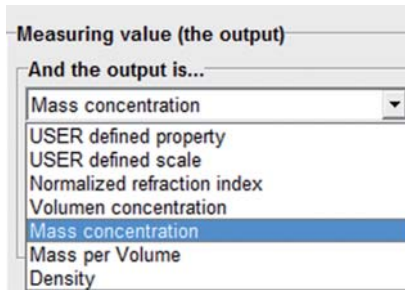 Measuring value (the output)
And the output is...
Mass concentration
USER defined property
USER defined scale
Normalized refraction index
Volumen concentration
Mass concentration
Mass per Volume
Density